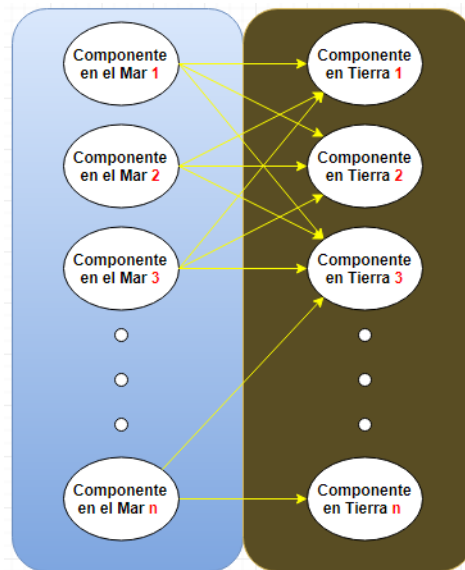 Componente
en el Mar 1
Componente
en Tierra 1
Componente
en el Mar 2
Componente
en Tierra 2
Componente
en el Mar 3
Componente
en Tierra 3
Componente
en el Mar n
Componente
en Tierra n